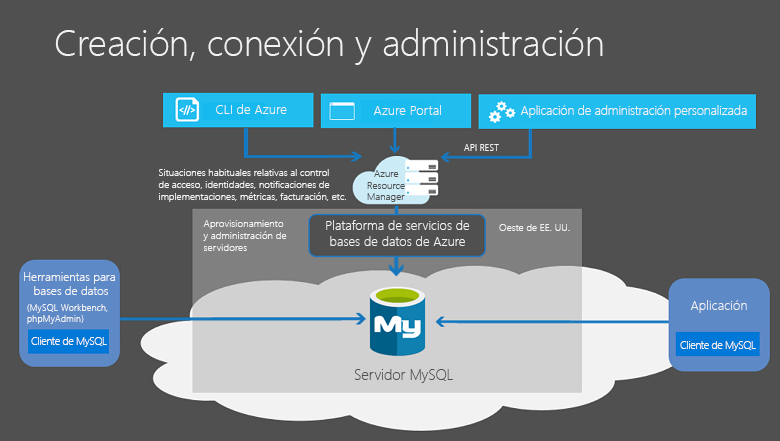 Creación, conexión y administración
CLI de Azure
Azure Portal
Aplicación de administración personalizada
API REST
Situaciones habituales relativas al control
de acceso, identidades, notificaciones de
implementaciones, métricas, facturación, etc.
Azure
Resource
Manager
Aprovisionamiento
y administración de
servidores
Plataforma de servicios de
bases de datos de Azure
Oeste de EE. UU.
Herramientas para
bases de datos
(MySQL Workbench,
phpMyAdmin)
Cliente de MySQL
My
Servidor MySQL
Aplicación
Cliente de MySQL